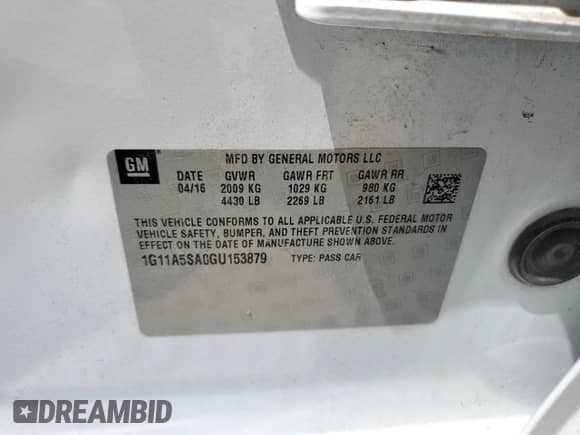 GM
MFD BY GENERAL MOTORS LLC
DATE GVWR GAWR FRT GAWR RR
04/16 2009 KG 1029 KG 980 KG
4430 LB 2269 LB 2161 LB
THIS VEHICLE CONFORMS TO ALL APPLICABLE U.S. FEDERAL MOTOR
VEHICLE SAFETY, BUMPER, AND THEFT PREVENTION STANDARDS IN
EFFECT ON THE DATE OF MANUFACTURE SHOWN ABOVE.
1G11A5SA0GU153879 TYPE: PASS CAR
DREAMBID